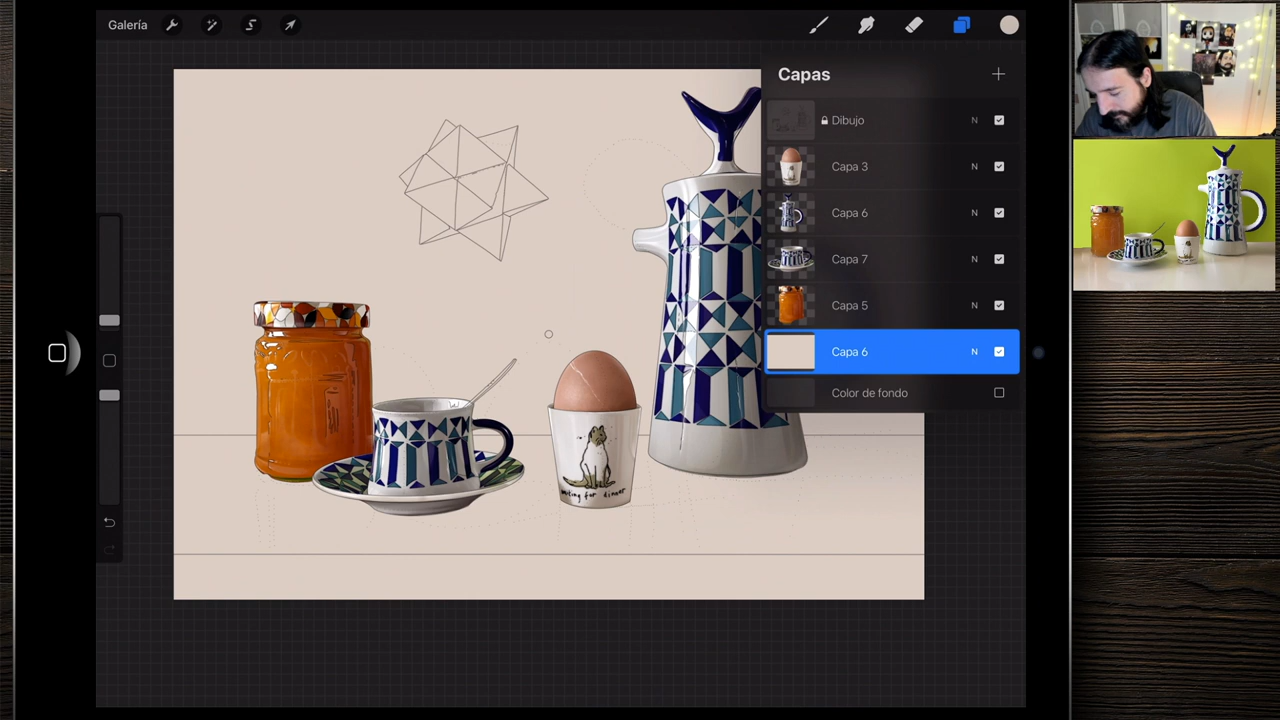 Galería
Capas
Dibujo
N
Capa 3
N
Capa 6
N
Capa 7
N
Capa 5
N
Capa 6
N
Color de fondo
waiting for dinner